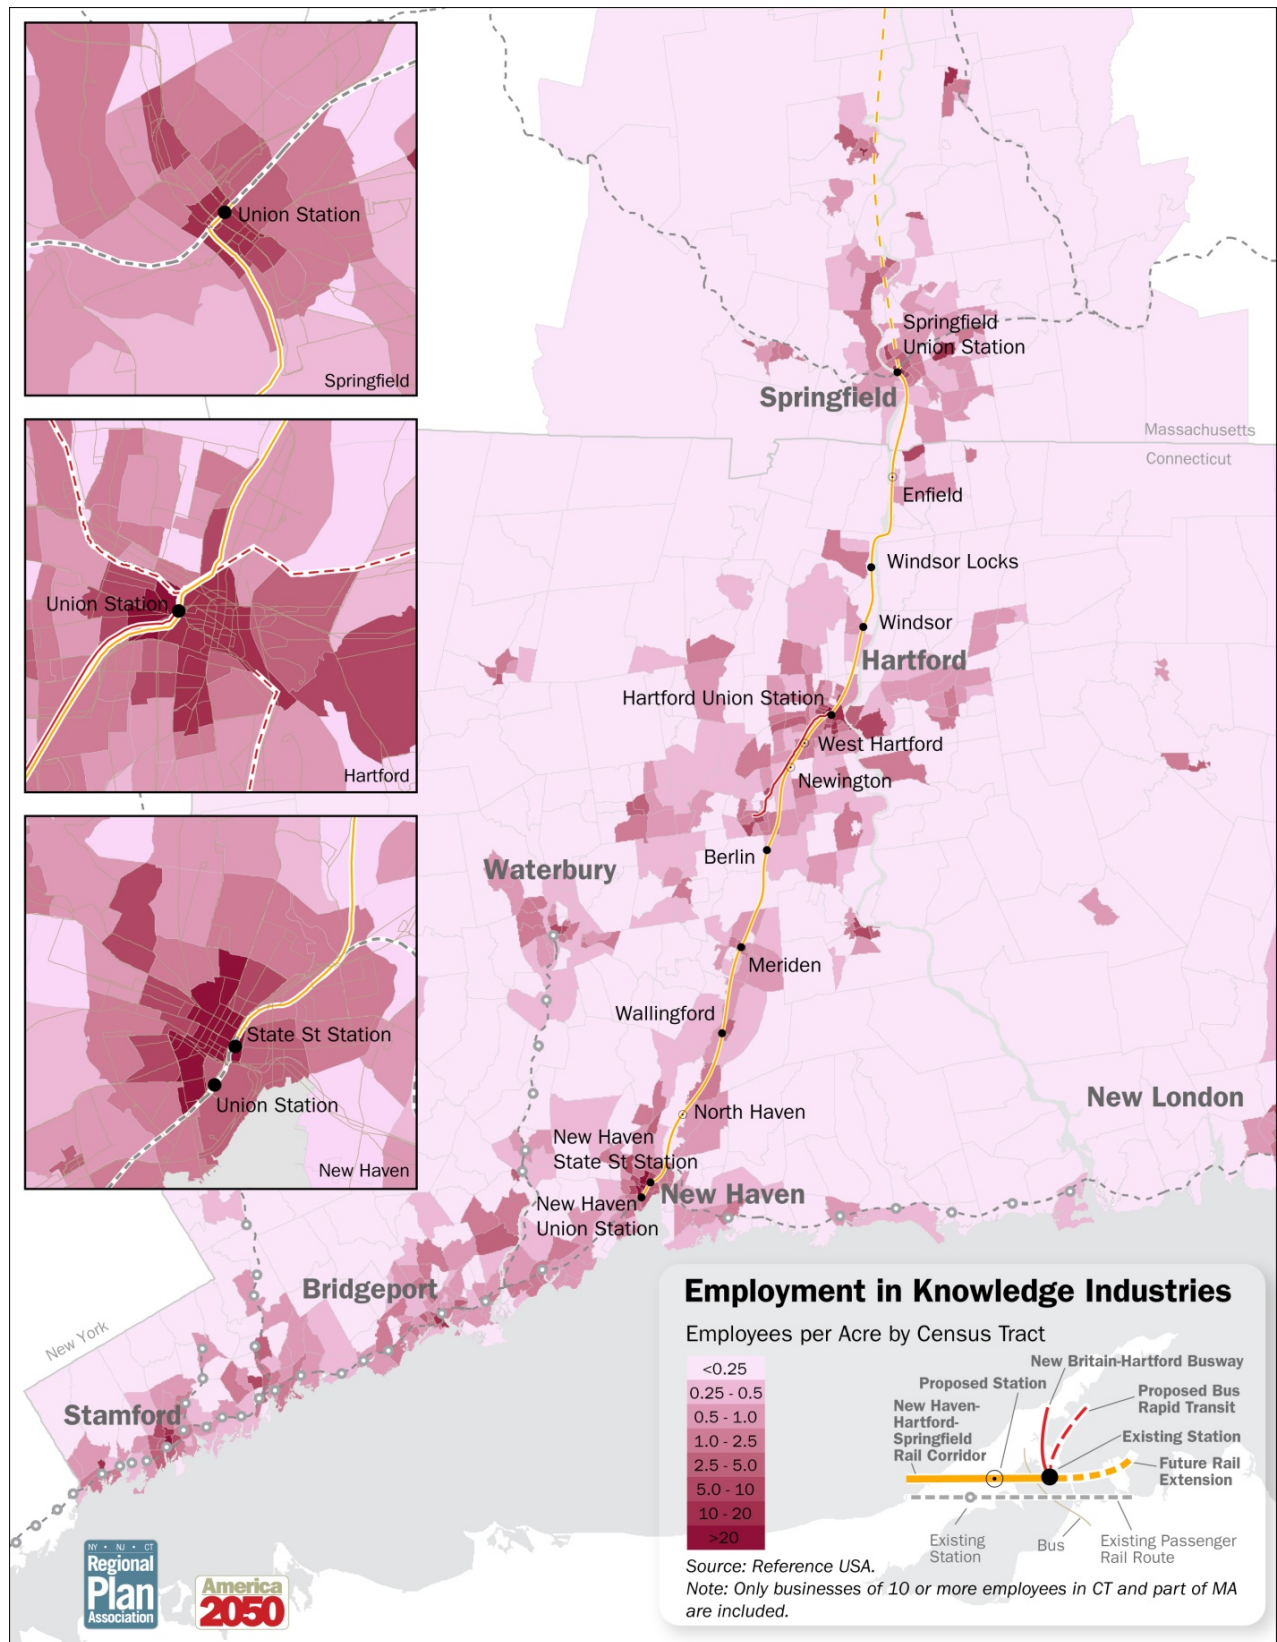 Union Station
Springfield
Union Station
Hartford
State St Station
Union Station
New Haven
Springfield
Union Station
Springfield
Massachusetts
Connecticut
Enfield
Windsor Locks
Windsor
Hartford
Hartford Union Station
West Hartford
Newington
Berlin
Waterbury
Meriden
Wallingford
New London
North Haven
New Haven
State St Station
New Haven
New Haven
Union Station
Bridgeport
New York
Stamford
Employment in Knowledge Industries
Employees per Acre by Census Tract
<0.25
0.25 - 0.5
0.5 - 1.0
1.0 - 2.5
2.5 - 5.0
5.0 - 10
10 - 20
>20
New Britain-Hartford Busway
Proposed Station
Proposed Bus
Rapid Transit
New Haven-
Hartford-
Springfield
Rail Corridor
Existing Station
Future Rail
Extension
Existing
Station
Bus
Existing Passenger
Rail Route
Source: Reference USA.
Note: Only businesses of 10 or more employees in CT and part of MA
are included.
NY • NJ • CT
Regional
Plan
Association
America
2050